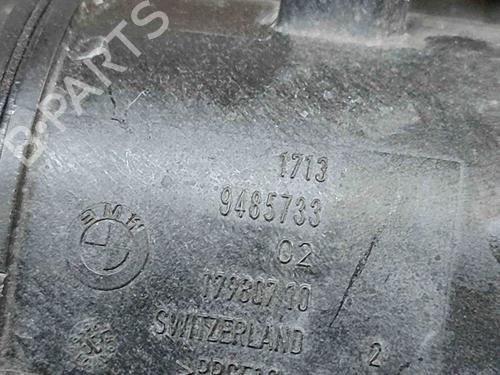 B-PARTS
1713
9485733
02
BMW
179807 10
SWITZERLAND
2